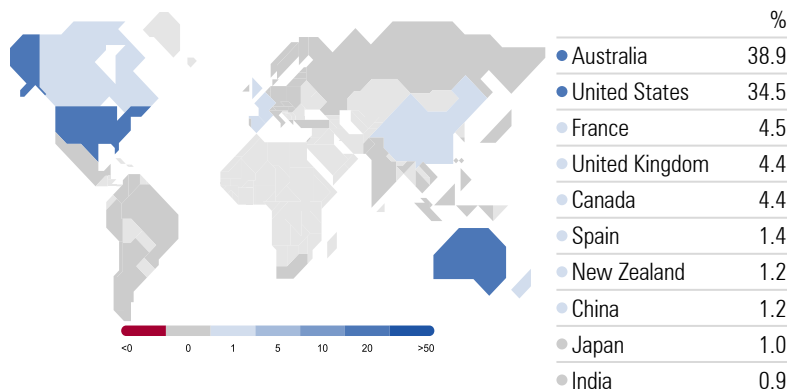 %
Australia 38.9
United States 34.5
France 4.5
United Kingdom 4.4
Canada 4.4
Spain 1.4
New Zealand 1.2
China 1.2
Japan 1.0
India 0.9
<0 0 1 5 10 20 >50